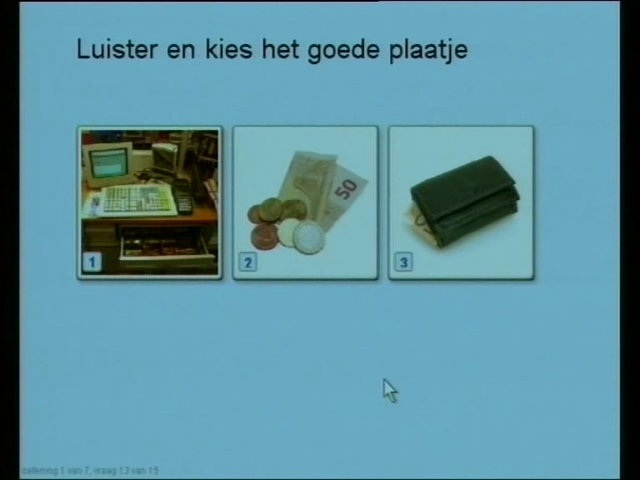 Luister en kies het goede plaatje
50
1
2
3
oefening 1 van 7, vraag 13 van 15